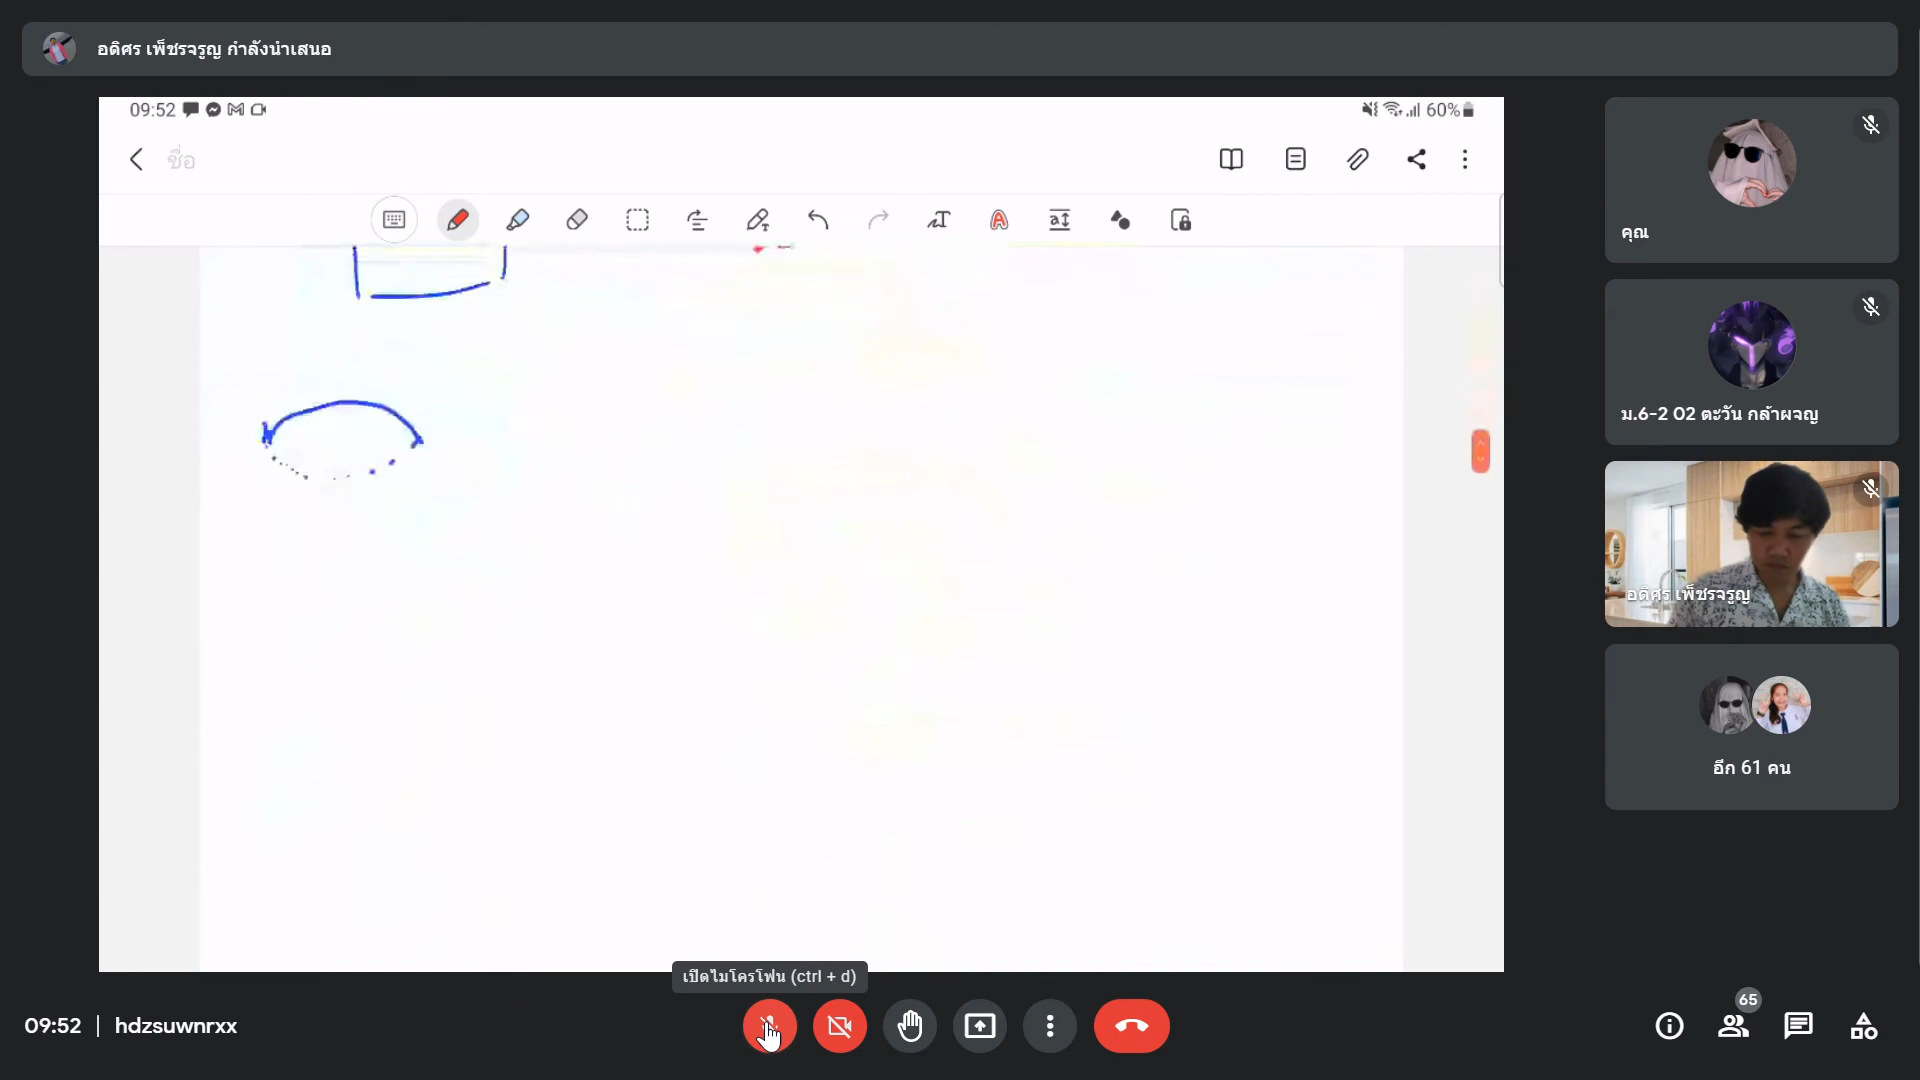 อดิศร เพ็ชรจรูญ กำลังนำเสนอ
09:52
60%
ชื่อ
คุณ
ม.6-2 02 ตะวัน กล้าผจญ
อดิศร เพ็ชรจรูญ
อีก 61 คน
เปิดไมโครโฟน (ctrl + d)
65
09:52 | hdzsuwnrxx